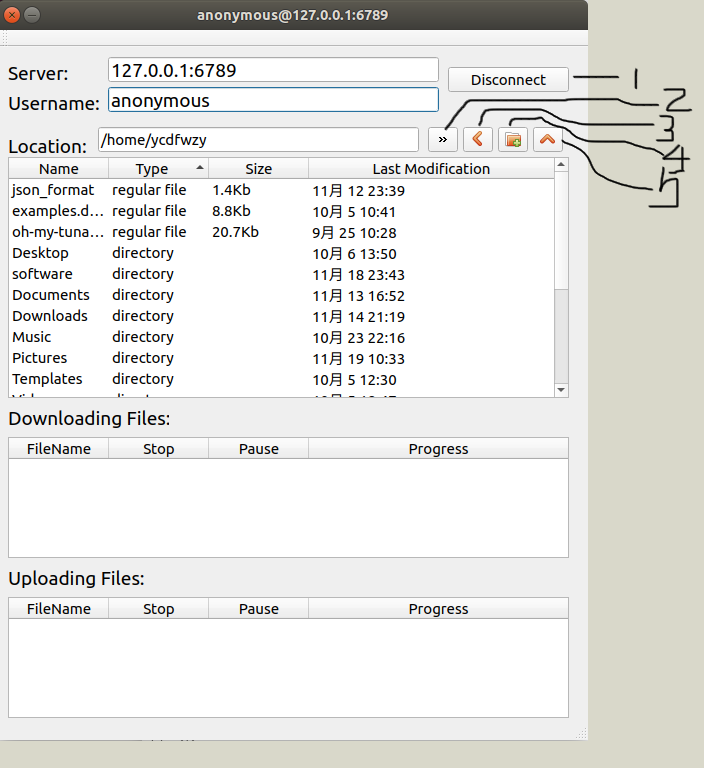 anonymous@127.0.0.1:6789
Server: 127.0.0.1:6789 Disconnect 1
Username: anonymous 2
3
Location: /home/ycdfwzy »
4
5
Name Type Size Last Modification
json_format regular file 1.4Kb 11月 12 23:39
examples.d... regular file 8.8Kb 10月 5 10:41
oh-my-tuna... regular file 20.7Kb 9月 25 10:28
Desktop directory 10月 6 13:50
software directory 11月 18 23:43
Documents directory 11月 13 16:52
Downloads directory 11月 14 21:19
Music directory 10月 23 22:16
Pictures directory 11月 19 10:33
Templates directory 10月 5 12:30
Downloading Files:
FileName Stop Pause Progress
Uploading Files:
FileName Stop Pause Progress